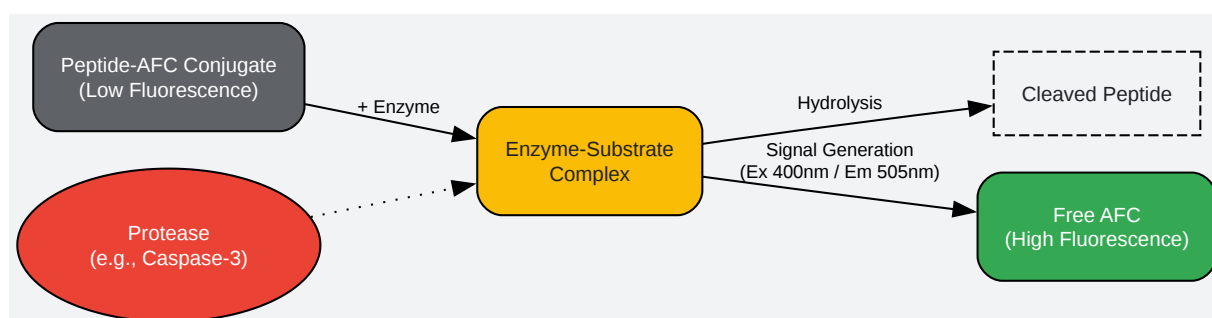 Peptide-AFC Conjugate
(Low Fluorescence)
+ Enzyme
Protease
(e.g., Caspase-3)
Enzyme-Substrate
Complex
Hydrolysis
Signal Generation
(Ex 400nm / Em 505nm)
Cleaved Peptide
Free AFC
(High Fluorescence)